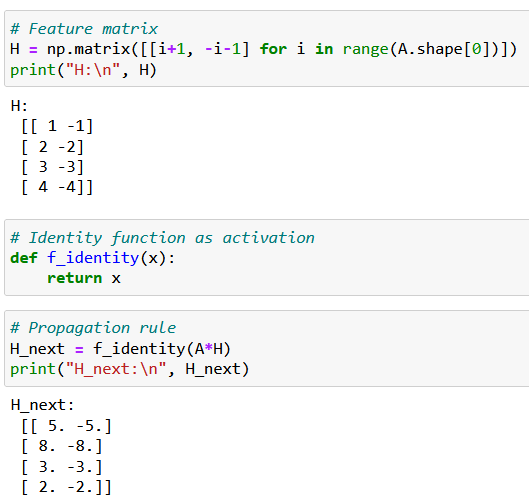 # Feature matrix
H = np.matrix([[i+1, -i-1] for i in range(A.shape[0])])
print("H:\n", H)
H:
 [[ 1 -1]
 [ 2 -2]
 [ 3 -3]
 [ 4 -4]]
# Identity function as activation
def f_identity(x):
    return x
# Propagation rule
H_next = f_identity(A*H)
print("H_next:\n", H_next)
H_next:
 [[ 5. -5.]
 [ 8. -8.]
 [ 3. -3.]
 [ 2. -2.]]